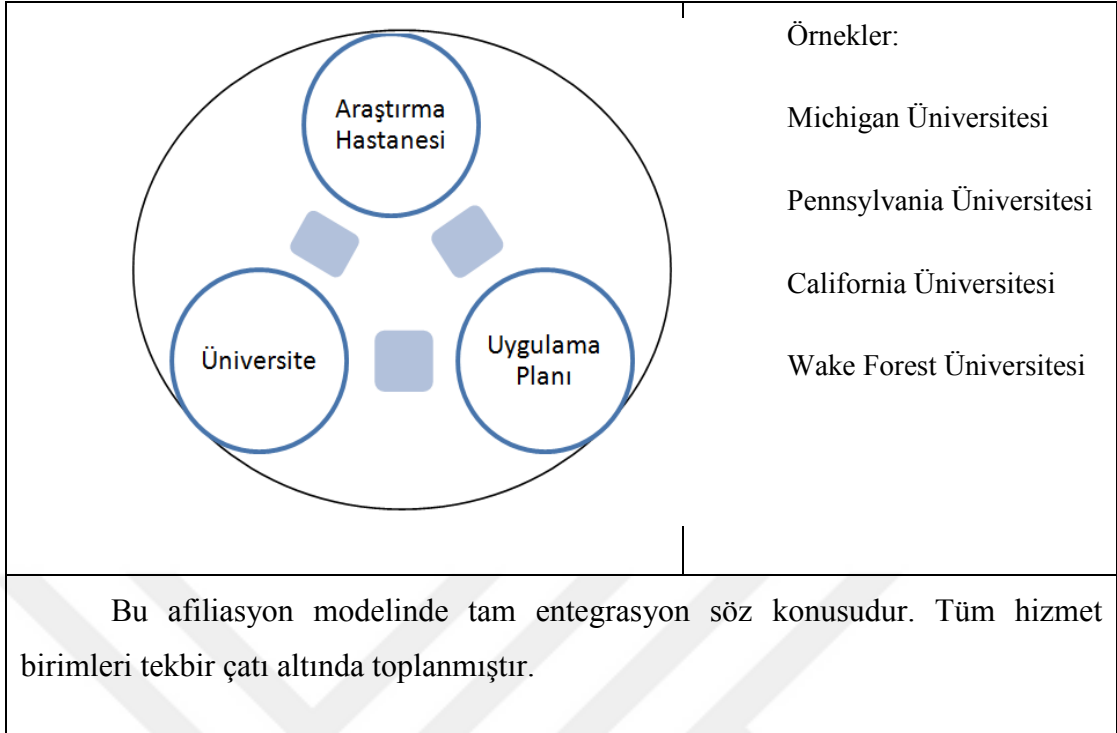 Araştırma
Hastanesi
Üniversite
Uygulama
Planı
Örnekler:
Michigan Üniversitesi
Pennsylvania Üniversitesi
California Üniversitesi
Wake Forest Üniversitesi
Bu afiliasyon modelinde tam entegrasyon söz konusudur. Tüm hizmet
birimleri tekbir çatı altında toplanmıştır.